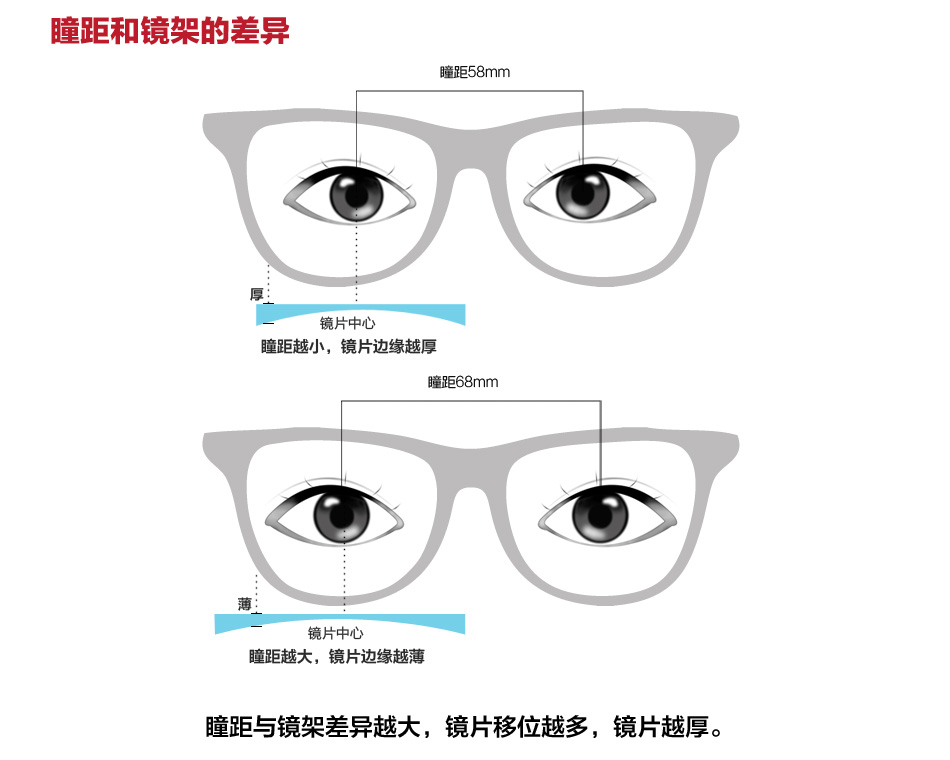 瞳距和镜架的差异
瞳距58mm
厚
镜片中心
瞳距越小，镜片边缘越厚
瞳距68mm
薄
镜片中心
瞳距越大，镜片边缘越薄
瞳距与镜架差异越大，镜片移位越多，镜片越厚。